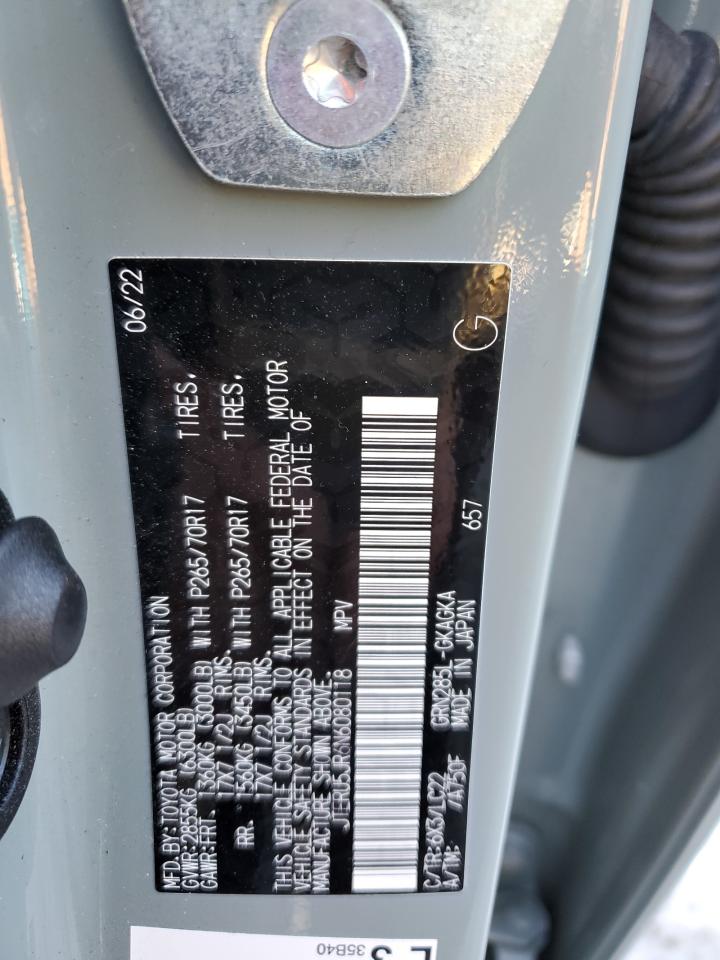 MFD.BY:TOYOTA MOTOR CORPORATION 06/22
GVWR:2855KG (6300LB)
GAWR:FRT 1360KG (3000LB) WITH P265/70R17 TIRES,
17X7 1/2J RIMS.
RR. 1560KG (3450LB) WITH P265/70R17 TIRES,
17X7 1/2J RIMS.
THIS VEHICLE CONFORMS TO ALL APPLICABLE FEDERAL MOTOR
VEHICLE SAFETY STANDARDS IN EFFECT ON THE DATE OF
MANUFACTURE SHOWN ABOVE.
MPV
C/TR:6X3/LC22 GRN285L-GKAGKA
A/TM: /A750F MADE IN JAPAN 657
G
35B40